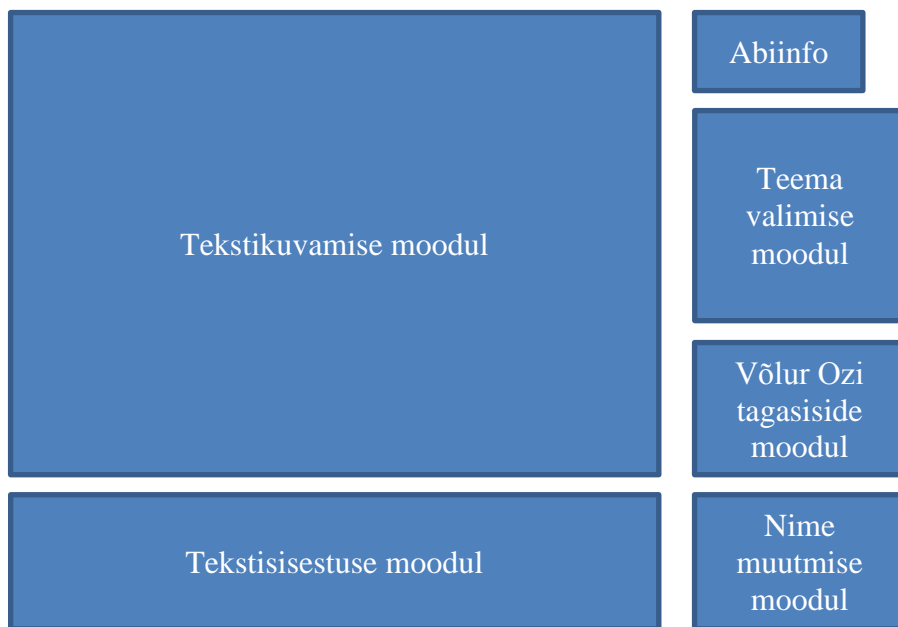 Tekstikuvamise moodul
Abiinfo
Teema
valimise
moodul
Võlur Ozi
tagasiside
moodul
Tekstisisestuse moodul
Nime
muutmise
moodul